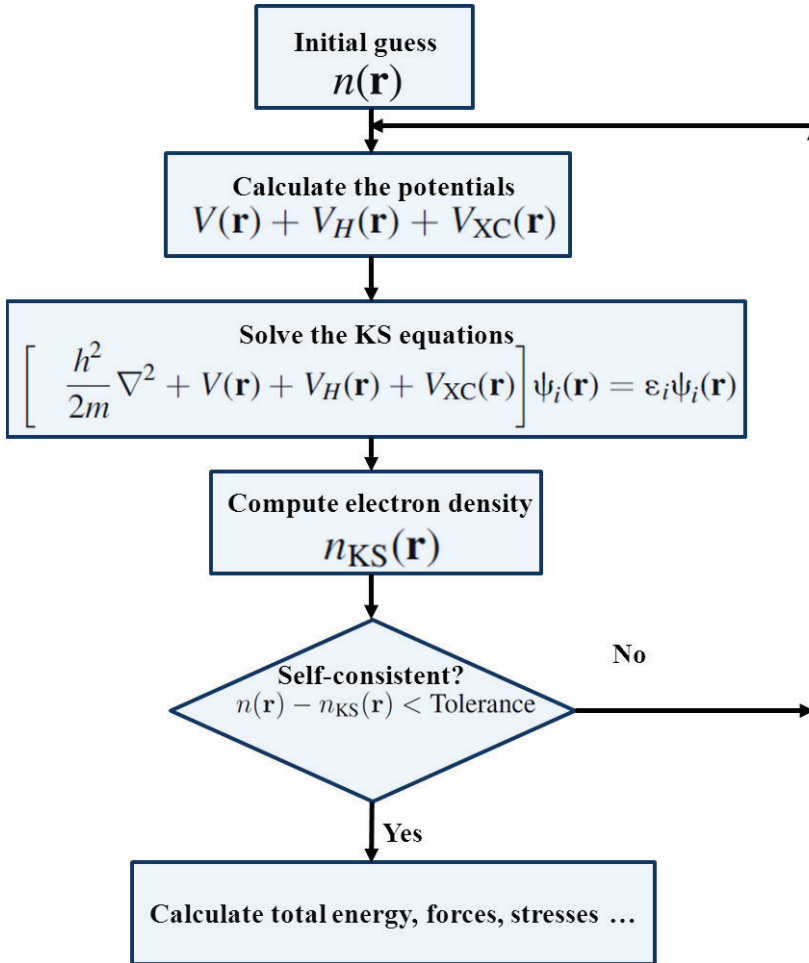 Initial guess
n(r)
Calculate the potentials
V(r) + V_H(r) + V_XC(r)
Solve the KS equations
[ h²/2m ∇² + V(r) + V_H(r) + V_XC(r) ] ψ_i(r) = ε_i ψ_i(r)
Compute electron density
n_KS(r)
No
Self-consistent?
n(r) − n_KS(r) < Tolerance
Yes
Calculate total energy, forces, stresses ...